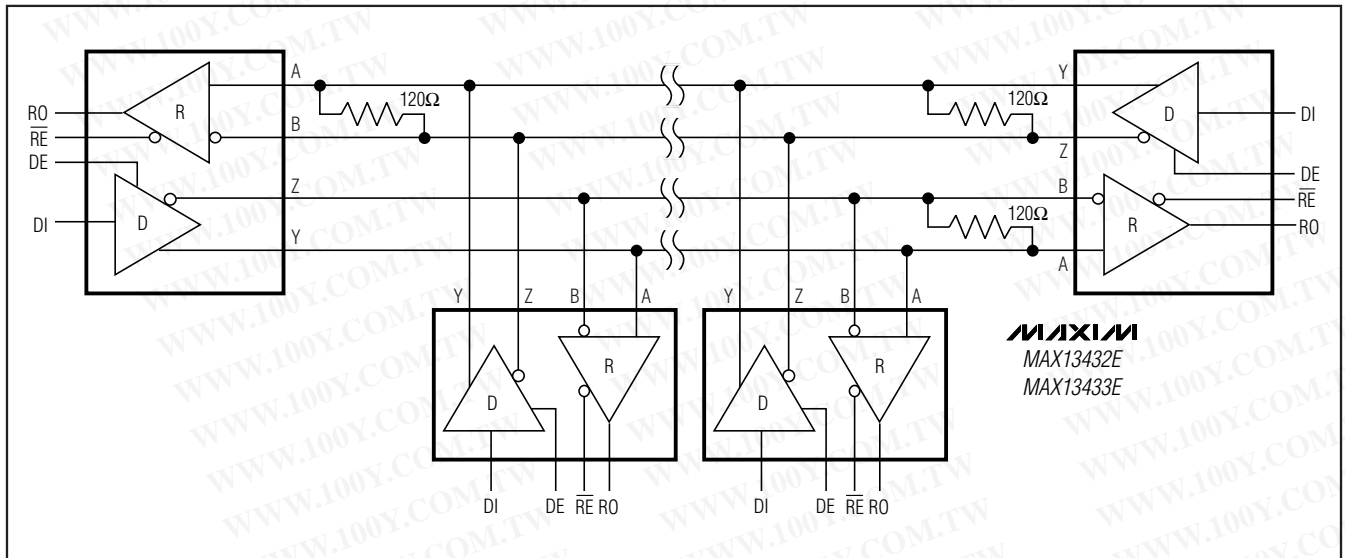 A
Y
120Ω
120Ω
RO
R
D
DI
RE
B
Z
DE
DE
Z
B
RE
120Ω
DI
D
R
RO
Y
A
Y Z B A
Y Z B A
MAXIM
MAX13432E
MAX13433E
R
R
D
D
DI DE RE RO
DI DE RE RO
WWW.100Y.COM.TW